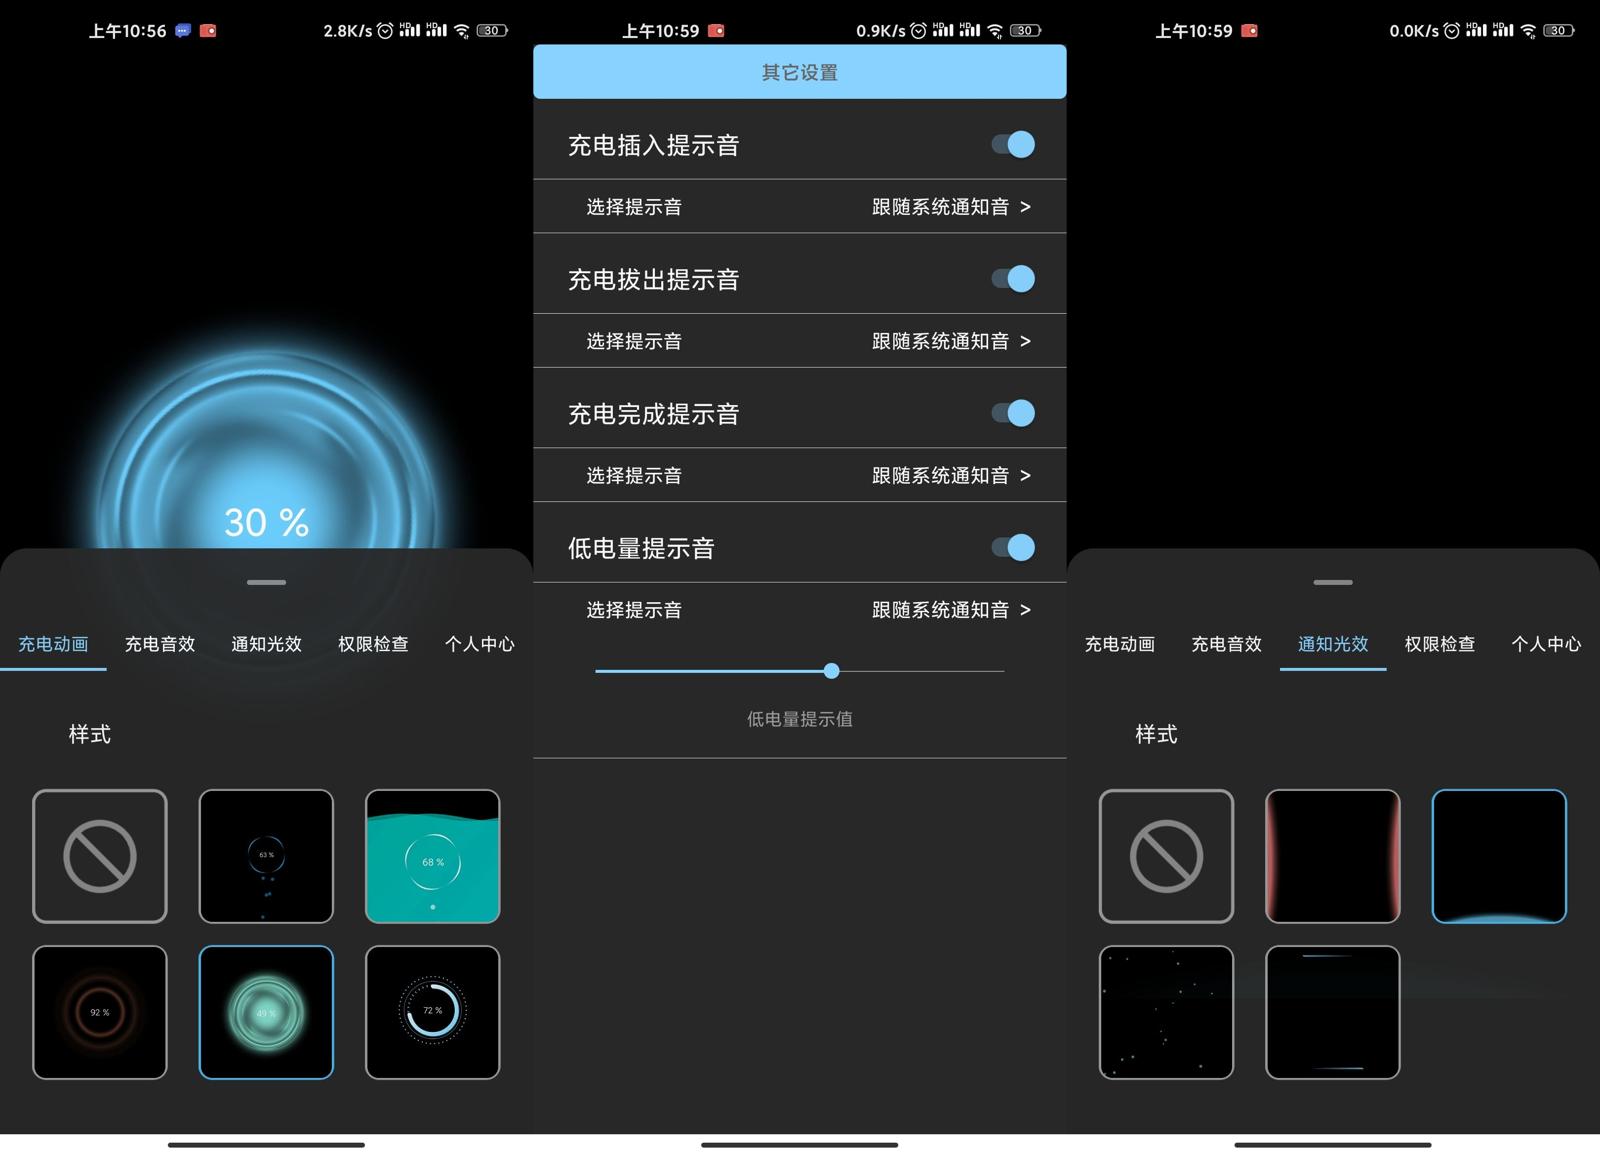 上午10:56
2.8K/s
HD
HD
30
30 %
充电动画
充电音效
通知光效
权限检查
个人中心
样式
63 %
68 %
92 %
49 %
72 %
上午10:59
0.9K/s
HD
HD
30
其它设置
充电插入提示音
选择提示音
跟随系统通知音 >
充电拔出提示音
选择提示音
跟随系统通知音 >
充电完成提示音
选择提示音
跟随系统通知音 >
低电量提示音
选择提示音
跟随系统通知音 >
低电量提示值
上午10:59
0.0K/s
HD
HD
30
充电动画
充电音效
通知光效
权限检查
个人中心
样式